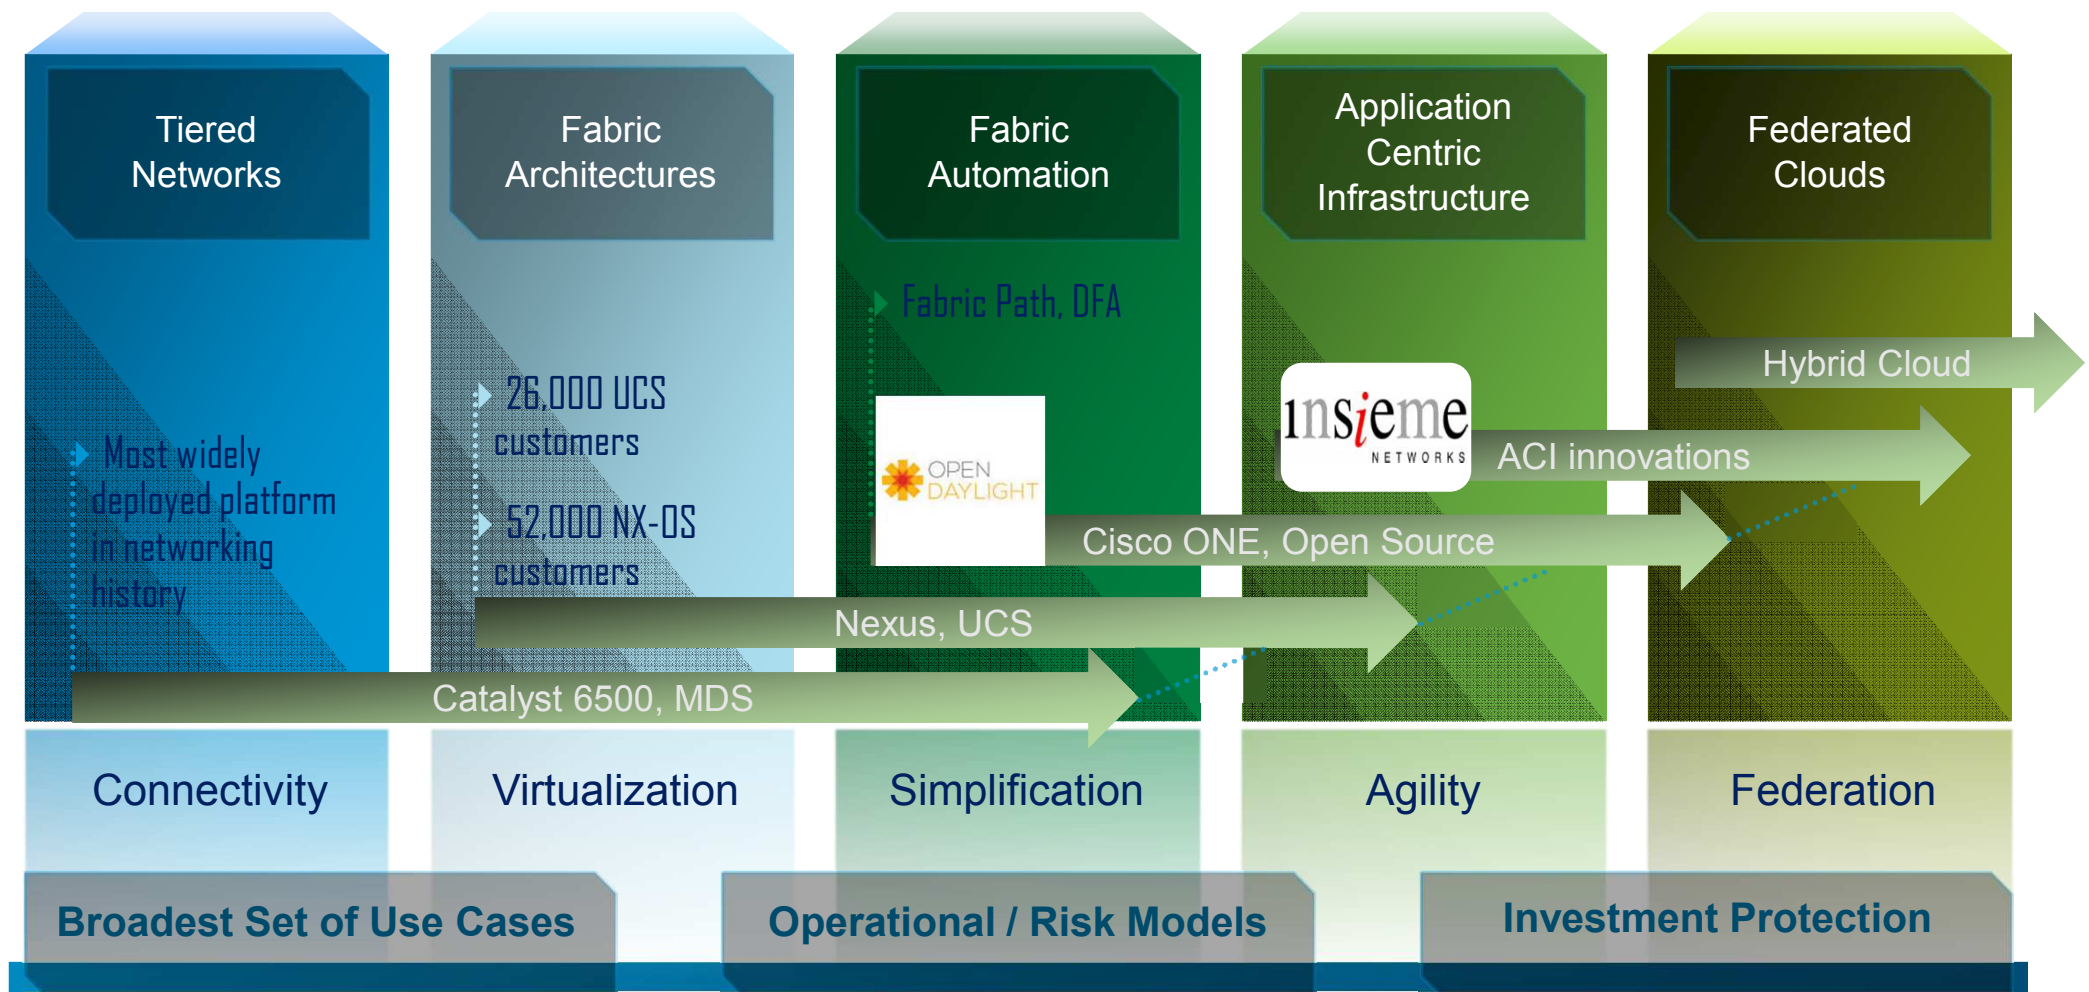 Tiered
Networks
Fabric
Architectures
Fabric
Automation
Application
Centric
Infrastructure
Federated
Clouds
Most widely
deployed platform
in networking
history
26,000 UCS
customers
52,000 NX-OS
customers
Fabric Path, DFA
OPEN
DAYLIGHT
insieme
NETWORKS
Hybrid Cloud
ACI innovations
Cisco ONE, Open Source
Nexus, UCS
Catalyst 6500, MDS
Connectivity
Virtualization
Simplification
Agility
Federation
Broadest Set of Use Cases
Operational / Risk Models
Investment Protection